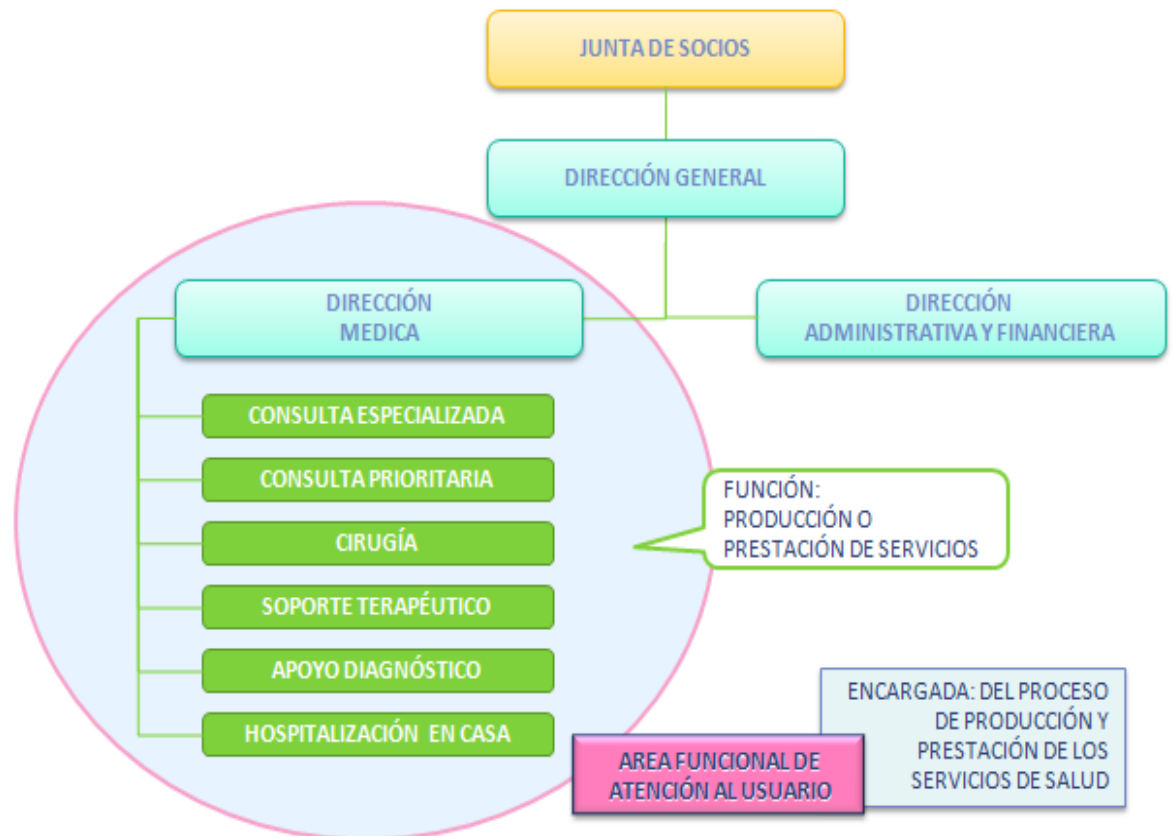 JUNTA DE SOCIOS
DIRECCIÓN GENERAL
DIRECCIÓN
MEDICA
DIRECCIÓN
ADMINISTRATIVA Y FINANCIERA
CONSULTA ESPECIALIZADA
CONSULTA PRIORITARIA
CIRUGÍA
SOPORTE TERAPÉUTICO
APOYO DIAGNÓSTICO
HOSPITALIZACIÓN EN CASA
FUNCIÓN:
PRODUCCIÓN O
PRESTACIÓN DE SERVICIOS
ENCARGADA: DEL PROCESO
DE PRODUCCIÓN Y
PRESTACIÓN DE LOS
SERVICIOS DE SALUD
AREA FUNCIONAL DE
ATENCIÓN AL USUARIO